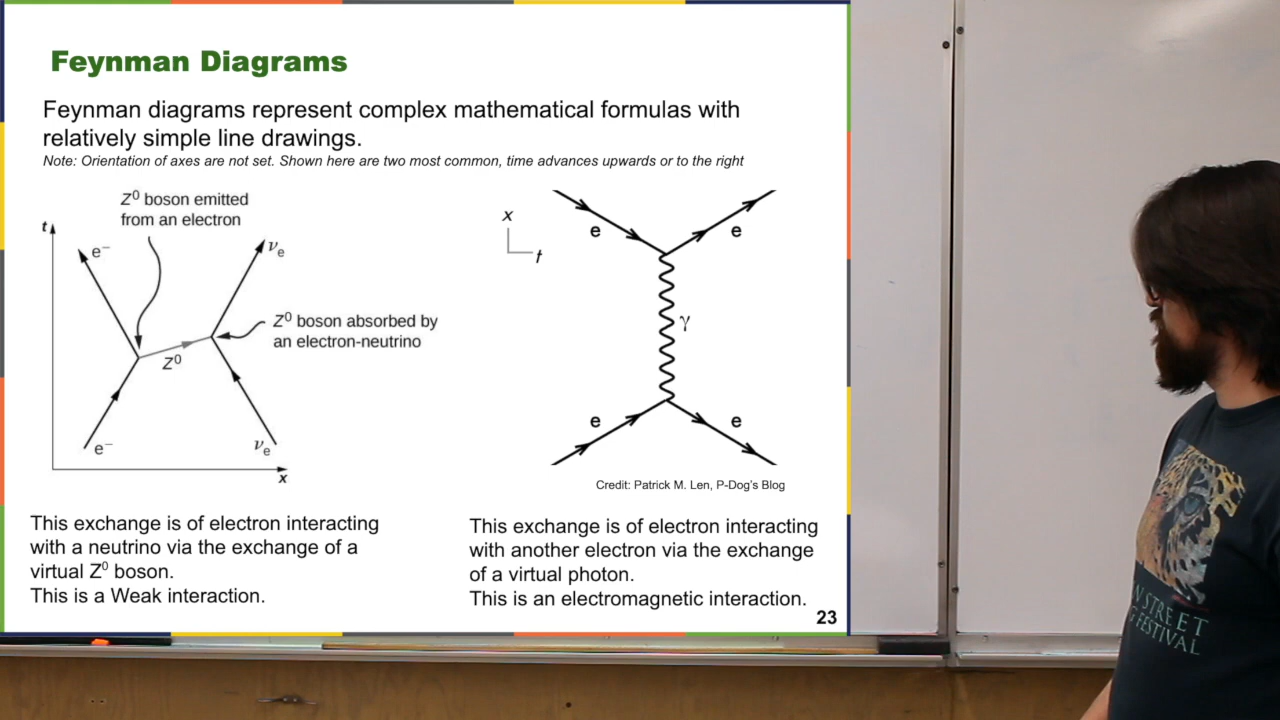 Feynman Diagrams
Feynman diagrams represent complex mathematical formulas with
relatively simple line drawings.
Note: Orientation of axes are not set. Shown here are two most common, time advances upwards or to the right
Z⁰ boson emitted
from an electron
t
e⁻
νe
Z⁰ boson absorbed by
an electron-neutrino
Z⁰
e⁻
νe
x
x
t
e
e
γ
e
e
Credit: Patrick M. Len, P-Dog's Blog
This exchange is of electron interacting
with a neutrino via the exchange of a
virtual Z⁰ boson.
This is a Weak interaction.
This exchange is of electron interacting
with another electron via the exchange
of a virtual photon.
This is an electromagnetic interaction.
23
N STREET
FESTIVAL